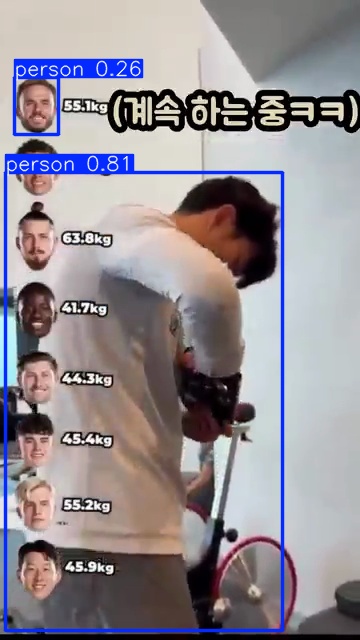 person 0.26
55.1kg
(계속 하는 중ㅋㅋ)
person 0.81
63.8kg
41.7kg
44.3kg
45.4kg
55.2kg
45.9kg